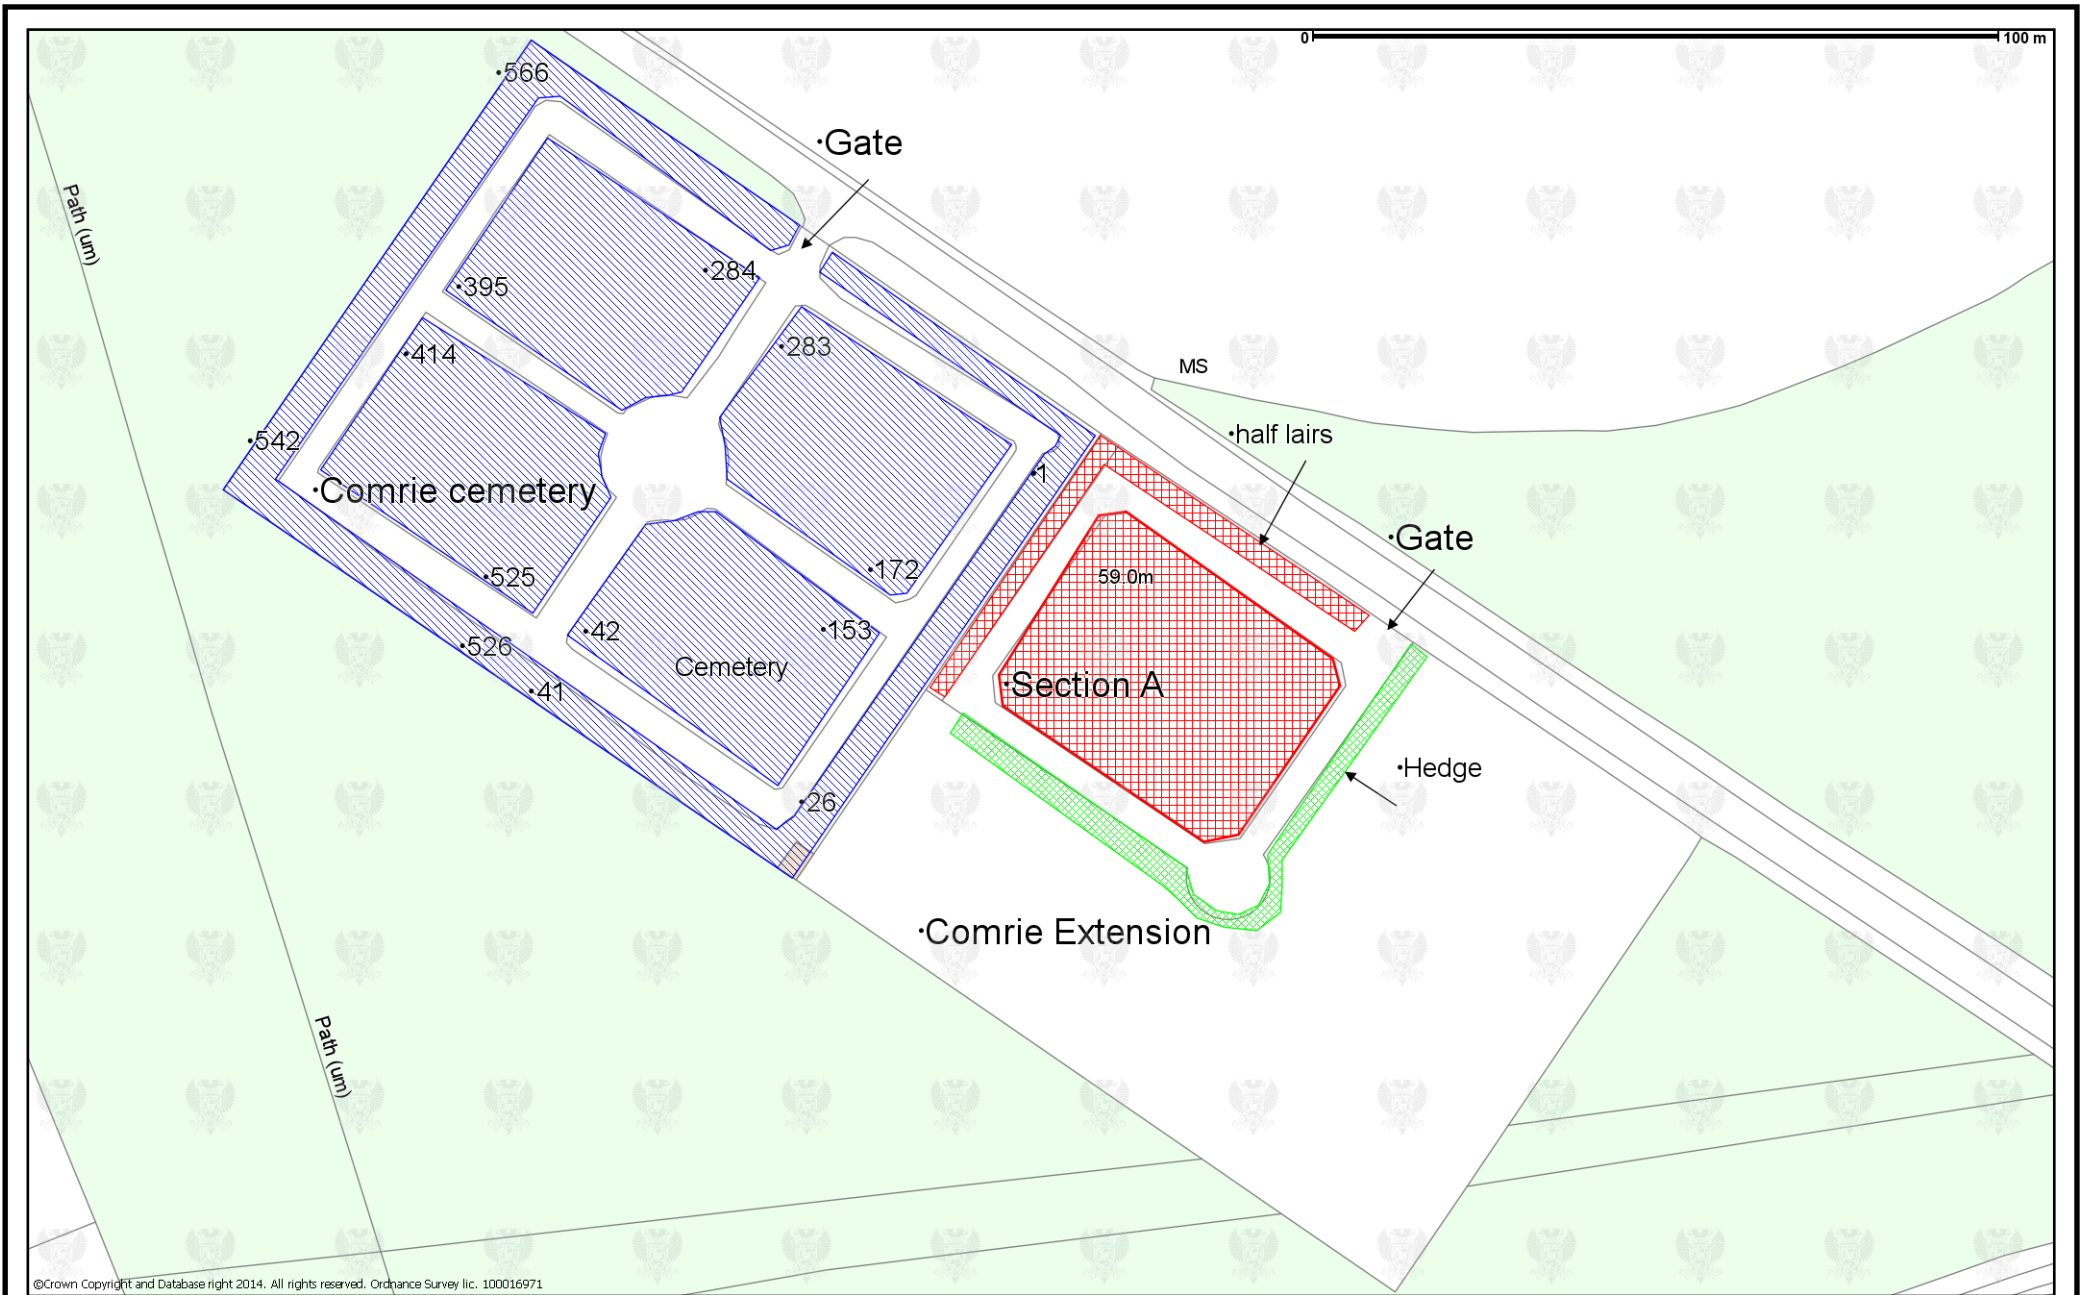 0
100 m
•566
•Gate
Path (um)
•284
•395
•283
•414
MS
•half lairs
•542
•1
•Comrie cemetery
•Gate
•172
•525
59.0m
•42
•153
•526
Cemetery
•Section A
•41
•Hedge
•26
•Comrie Extension
Path (um)
©Crown Copyright and Database right 2014. All rights reserved. Ordnance Survey lic. 100016971